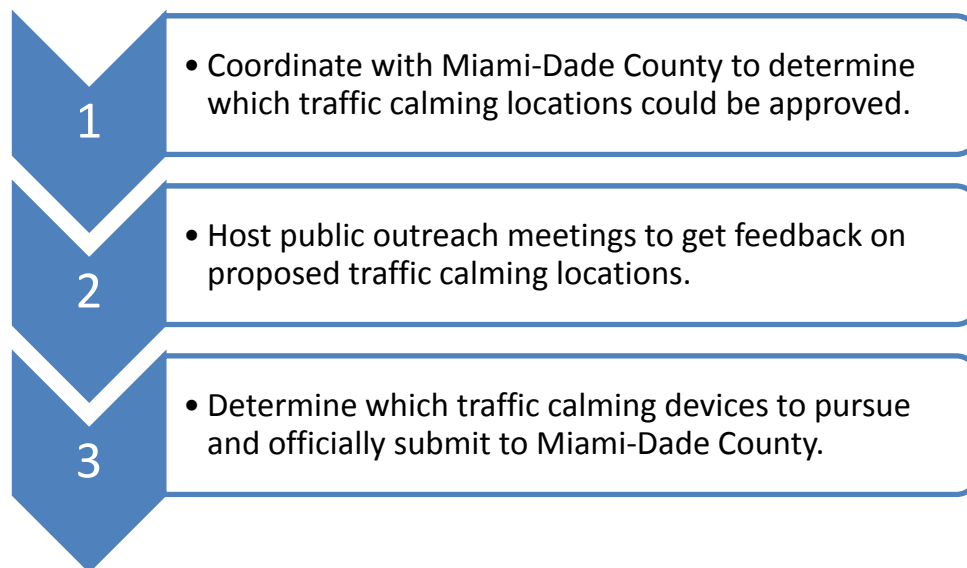 1
• Coordinate with Miami-Dade County to determine
which traffic calming locations could be approved.
2
• Host public outreach meetings to get feedback on
proposed traffic calming locations.
3
• Determine which traffic calming devices to pursue
and officially submit to Miami-Dade County.